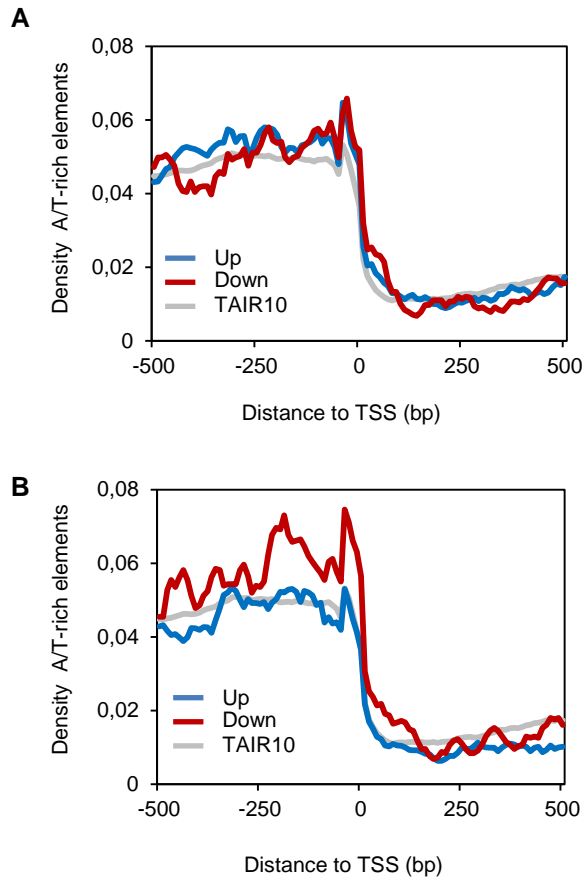 A
Density A/T-rich elements
0,08
0,06
0,04
0,02
0
Up
Down
TAIR10
-500 -250 0 250 500
Distance to TSS (bp)
B
Density A/T-rich elements
0,08
0,06
0,04
0,02
0
Up
Down
TAIR10
-500 -250 0 250 500
Distance to TSS (bp)